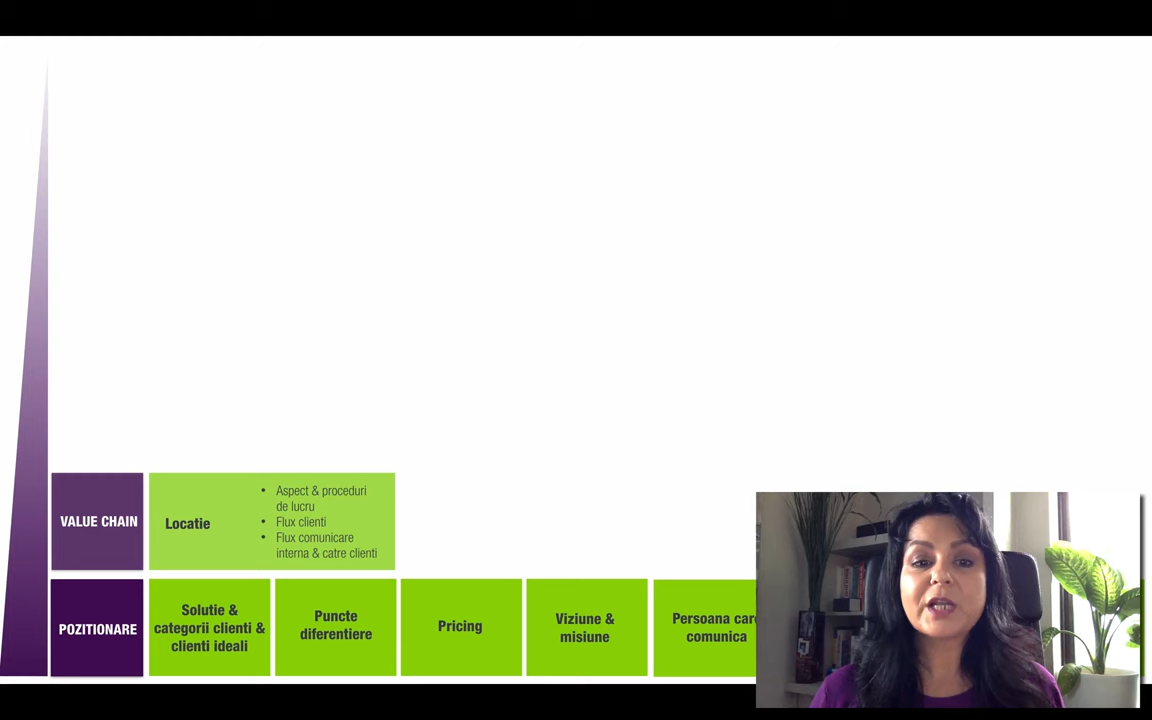 VALUE CHAIN
Locatie
• Aspect & proceduri
de lucru
• Flux clienti
• Flux comunicare
interna & catre clienti
POZITIONARE
Solutie &
categorii clienti &
clienti ideali
Puncte
diferentiere
Pricing
Viziune &
misiune
Persoana care
comunica